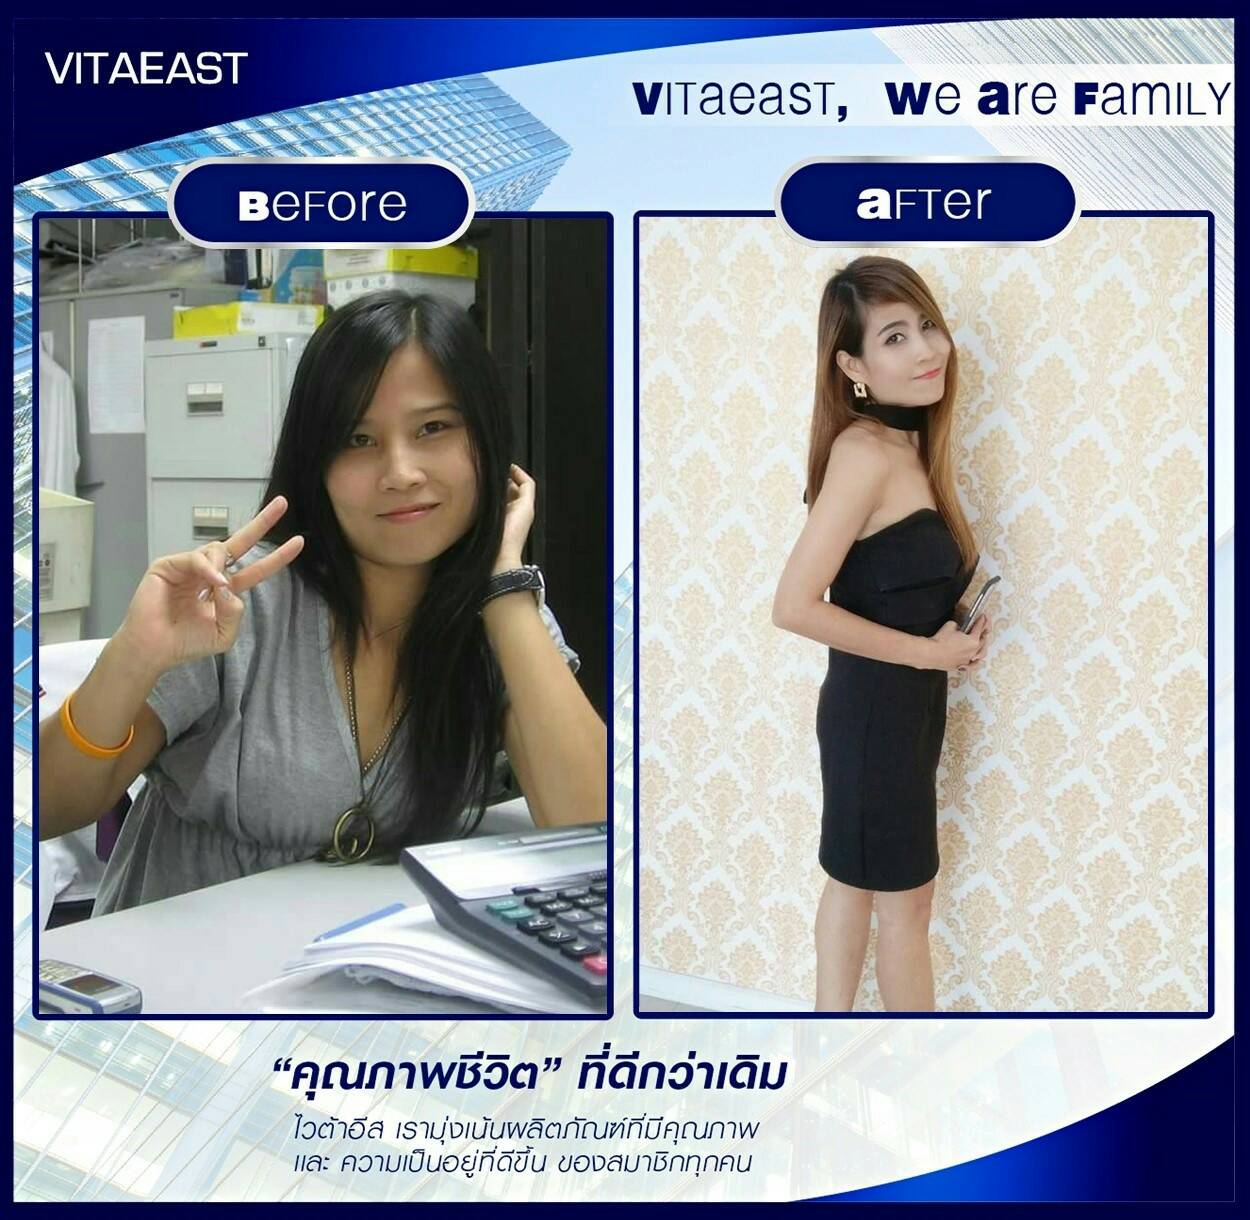 VITAEAST
VITaeasT, We are FamILY
BeFore
aFTer
“คุณภาพชีวิต” ที่ดีกว่าเดิม
ไวต้าอีส เรามุ่งเน้นผลิตภัณฑ์ที่มีคุณภาพ
และ ความเป็นอยู่ที่ดีขึ้น ของสมาชิกทุกคน